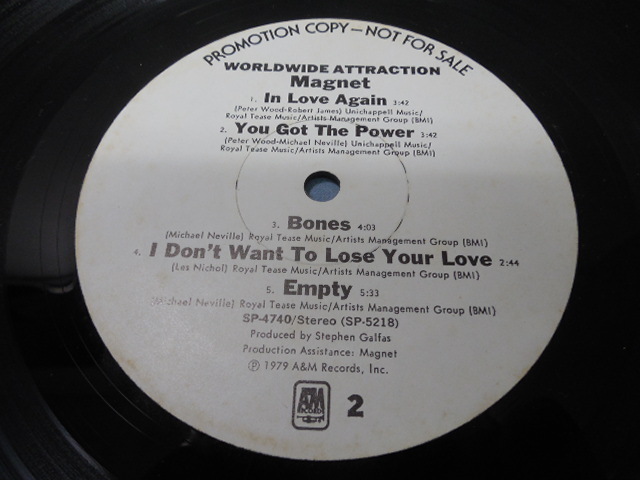 PROMOTION COPY—NOT FOR SALE
WORLDWIDE ATTRACTION
Magnet
1. In Love Again 3:42
(Peter Wood-Robert James) Unichappell Music/
Royal Tease Music/Artists Management Group (BMI)
2. You Got The Power 3:42
(Peter Wood-Michael Neville) Unichappell Music/
Royal Tease Music/Artists Management Group (BMI)
3. Bones 4:03
(Michael Neville) Royal Tease Music/Artists Management Group (BMI)
4. I Don't Want To Lose Your Love 2:44
(Les Nichol) Royal Tease Music/Artists Management Group (BMI)
5. Empty 5:33
(Michael Neville) Royal Tease Music/Artists Management Group (BMI)
SP-4740/Stereo (SP-5218)
Produced by Stephen Galfas
Production Assistance: Magnet
Ⓟ 1979 A&M Records, Inc.
A&M RECORDS 2